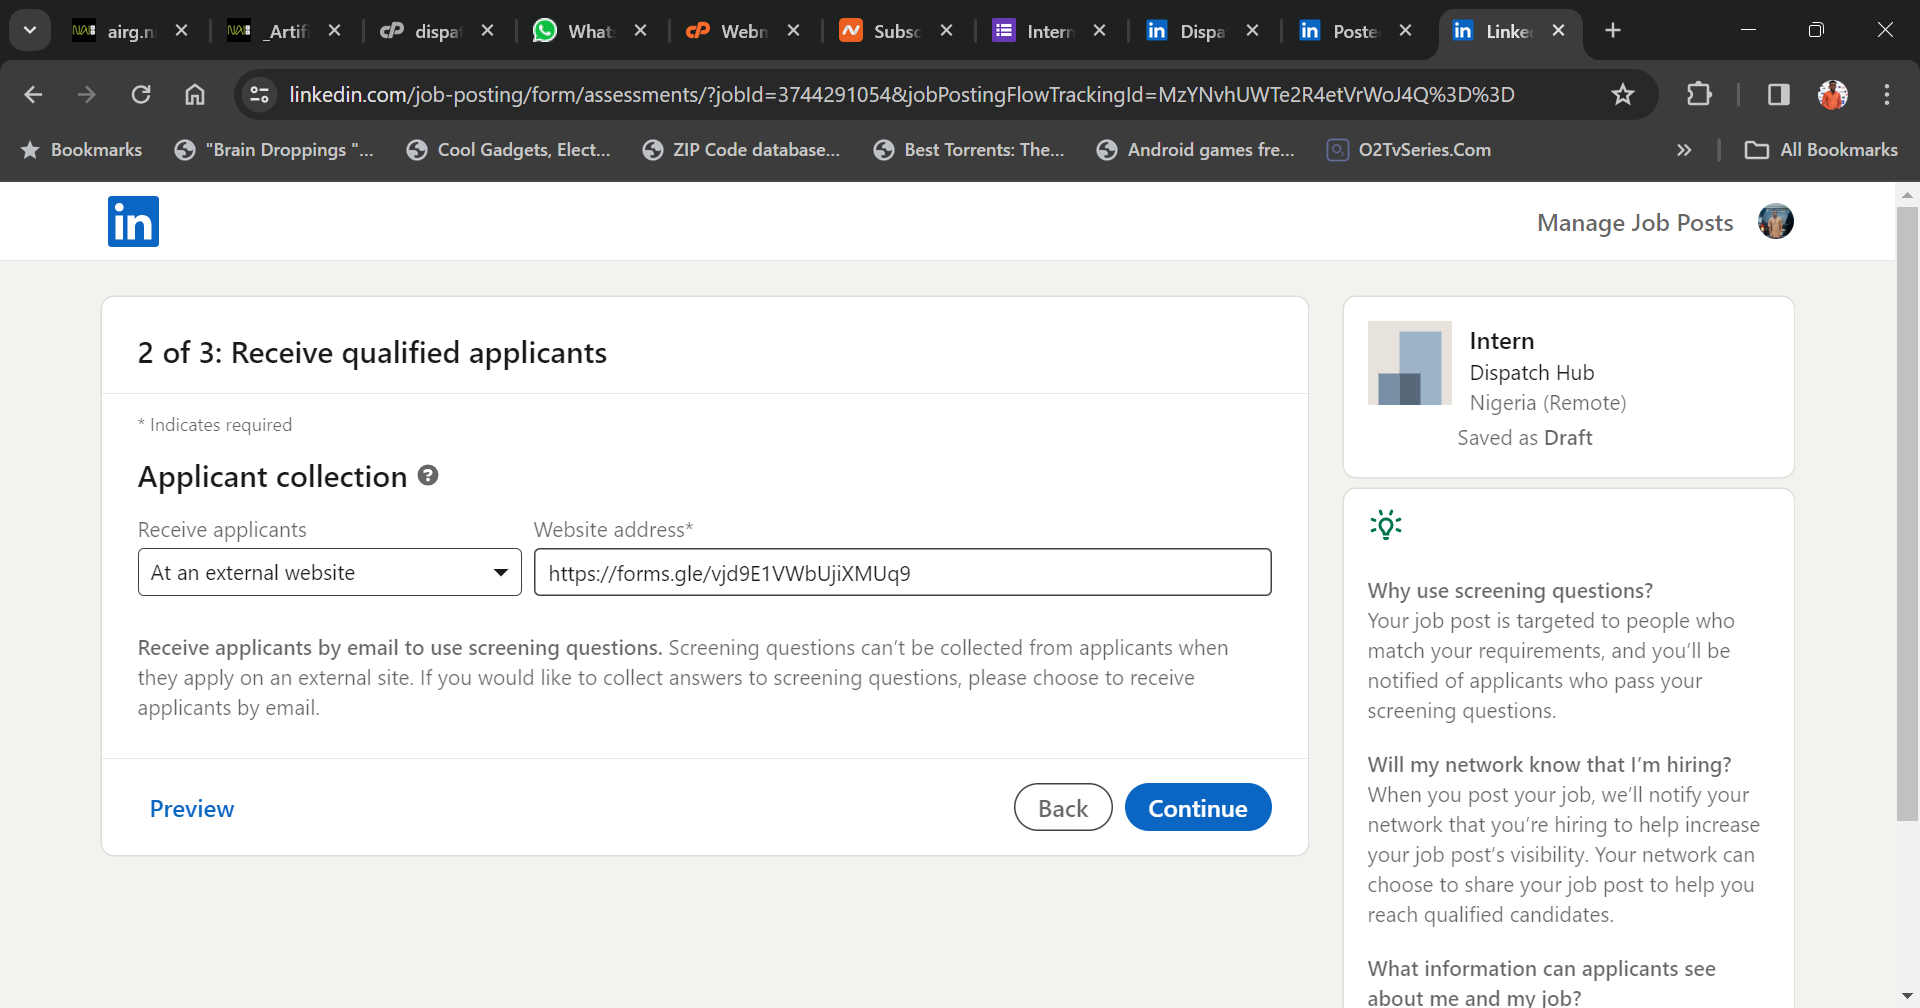 airg.ni
_Artifi
dispat
What
Webm
Subsc
Intern
Dispa
Poste
Linke
linkedin.com/job-posting/form/assessments/?jobId=3744291054&jobPostingFlowTrackingId=MzYNvhUWTe2R4etVrWoJ4Q%3D%3D
Bookmarks
"Brain Droppings "...
Cool Gadgets, Elect...
ZIP Code database...
Best Torrents: The...
Android games fre...
O2TvSeries.Com
All Bookmarks
in
Manage Job Posts
2 of 3: Receive qualified applicants
* Indicates required
Applicant collection
Receive applicants
Website address*
At an external website
https://forms.gle/vjd9E1VWbUjiXMUq9
Receive applicants by email to use screening questions. Screening questions can't be collected from applicants when
they apply on an external site. If you would like to collect answers to screening questions, please choose to receive
applicants by email.
Preview
Back
Continue
Intern
Dispatch Hub
Nigeria (Remote)
Saved as Draft
Why use screening questions?
Your job post is targeted to people who
match your requirements, and you'll be
notified of applicants who pass your
screening questions.
Will my network know that I'm hiring?
When you post your job, we'll notify your
network that you're hiring to help increase
your job post's visibility. Your network can
choose to share your job post to help you
reach qualified candidates.
What information can applicants see
about me and my job?